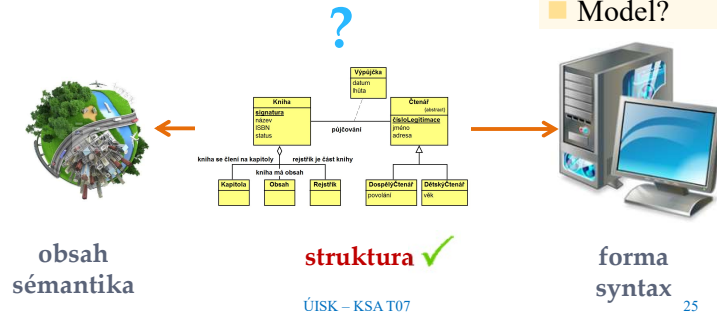 Model?
?
Výpůjčka
datum
lhůta
Kniha
signatura
název
ISBN
status
půjčování
Čtenář
(abstract)
čísloLegitimace
jméno
adresa
kniha se člení na kapitoly
rejstřík je část knihy
kniha má obsah
Kapitola
Obsah
Rejstřík
DospělýČtenář
povolání
DětskýČtenář
věk
obsah
sémantika
struktura
forma
syntax
ÚISK – KSA T07
25